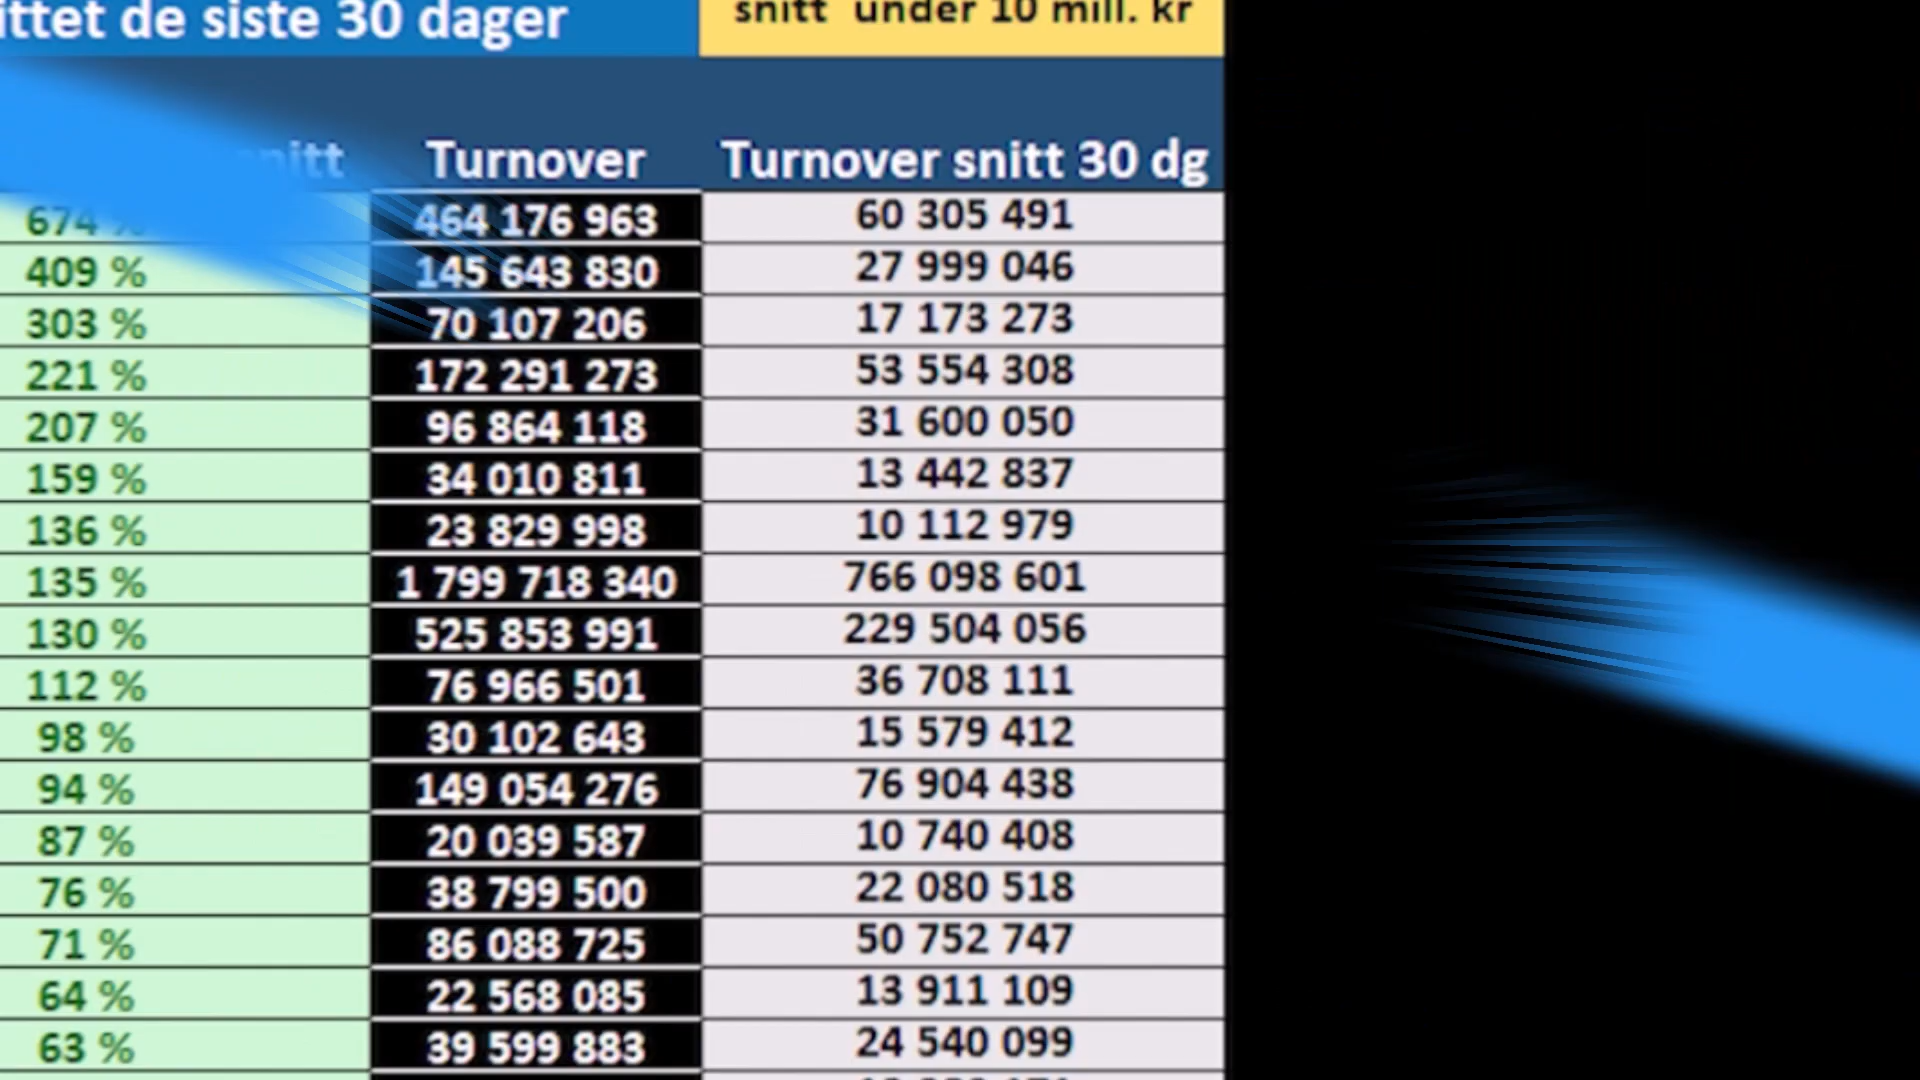 de siste 30 dager
snitt under 10 mill. kr
Turnover Turnover snitt 30 dg
674 464 176 963 60 305 491
409 % 145 643 830 27 999 046
303 % 70 107 206 17 173 273
221 % 172 291 273 53 554 308
207 % 96 864 118 31 600 050
159 % 34 010 811 13 442 837
136 % 23 829 998 10 112 979
135 % 1 799 718 340 766 098 601
130 % 525 853 991 229 504 056
112 % 76 966 501 36 708 111
98 % 30 102 643 15 579 412
94 % 149 054 276 76 904 438
87 % 20 039 587 10 740 408
76 % 38 799 500 22 080 518
71 % 86 088 725 50 752 747
64 % 22 568 085 13 911 109
63 % 39 599 883 24 540 099